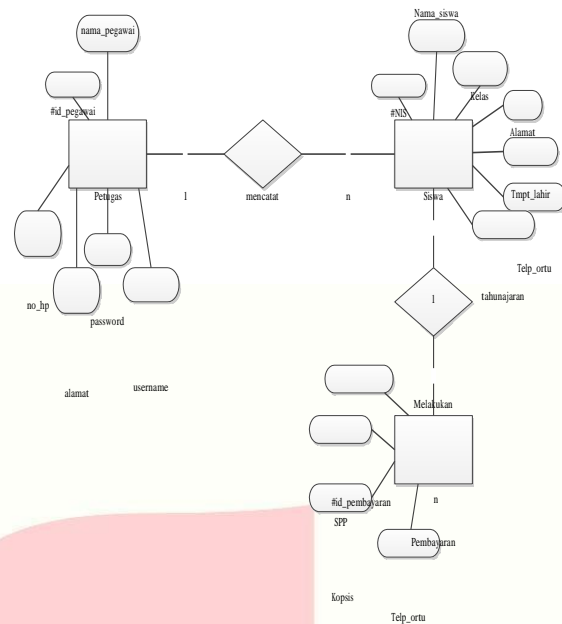 Nama_siswa
nama_pegawai
#id_pegawai
#NIS
Kelas
Alamat
Petugas
1
mencatat
n
Siswa
Tmpt_lahir
Telp_ortu
no_hp
password
1
tahunajaran
alamat
username
Melakukan
#id_pembayaran
n
SPP
Pembayaran
Kopsis
Telp_ortu